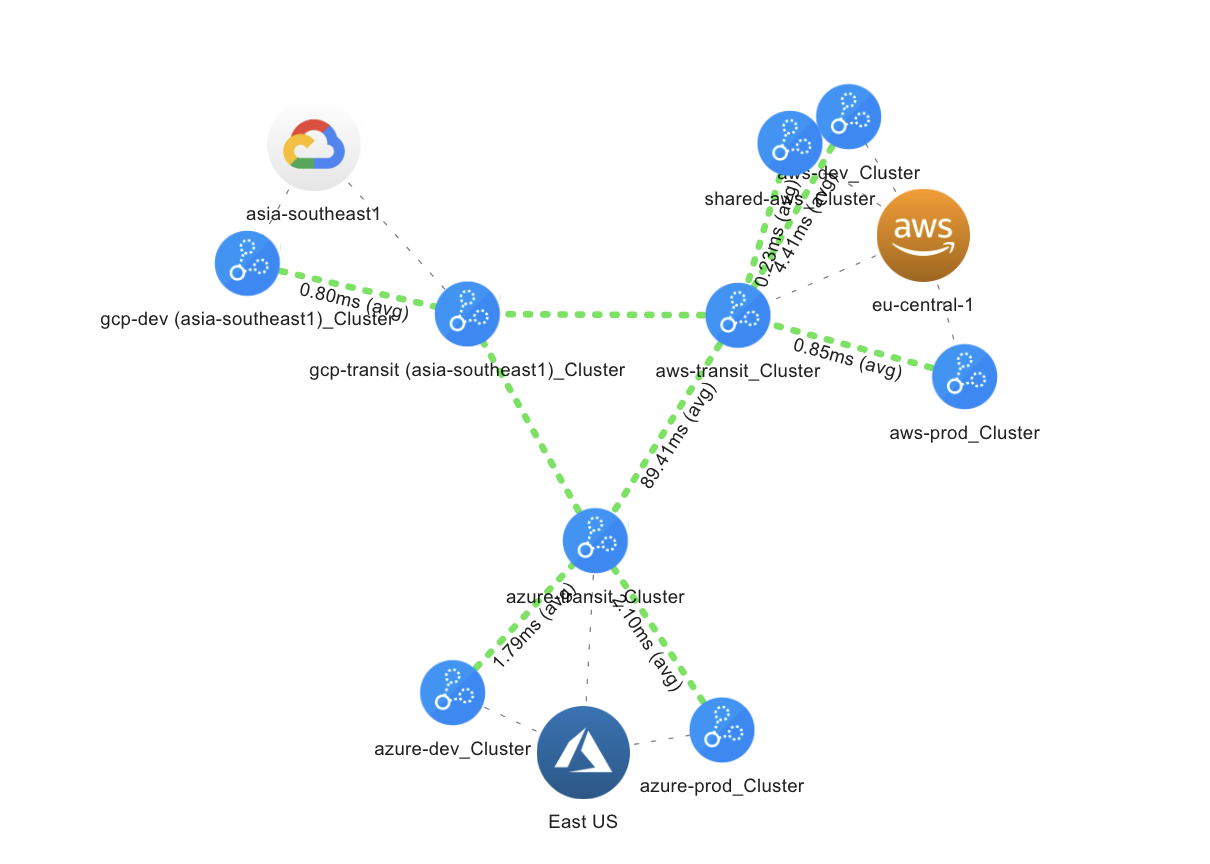 aws-dev_Cluster
shared-aws_Cluster
asia-southeast1
aws
0.23ms (avg)
4.41ms (avg)
eu-central-1
0.80ms (avg)
gcp-dev (asia-southeast1)_Cluster
gcp-transit (asia-southeast1)_Cluster
aws-transit_Cluster
0.85ms (avg)
aws-prod_Cluster
89.41ms (avg)
azure-transit_Cluster
1.79ms (avg)
2.10ms (avg)
azure-dev_Cluster
azure-prod_Cluster
East US